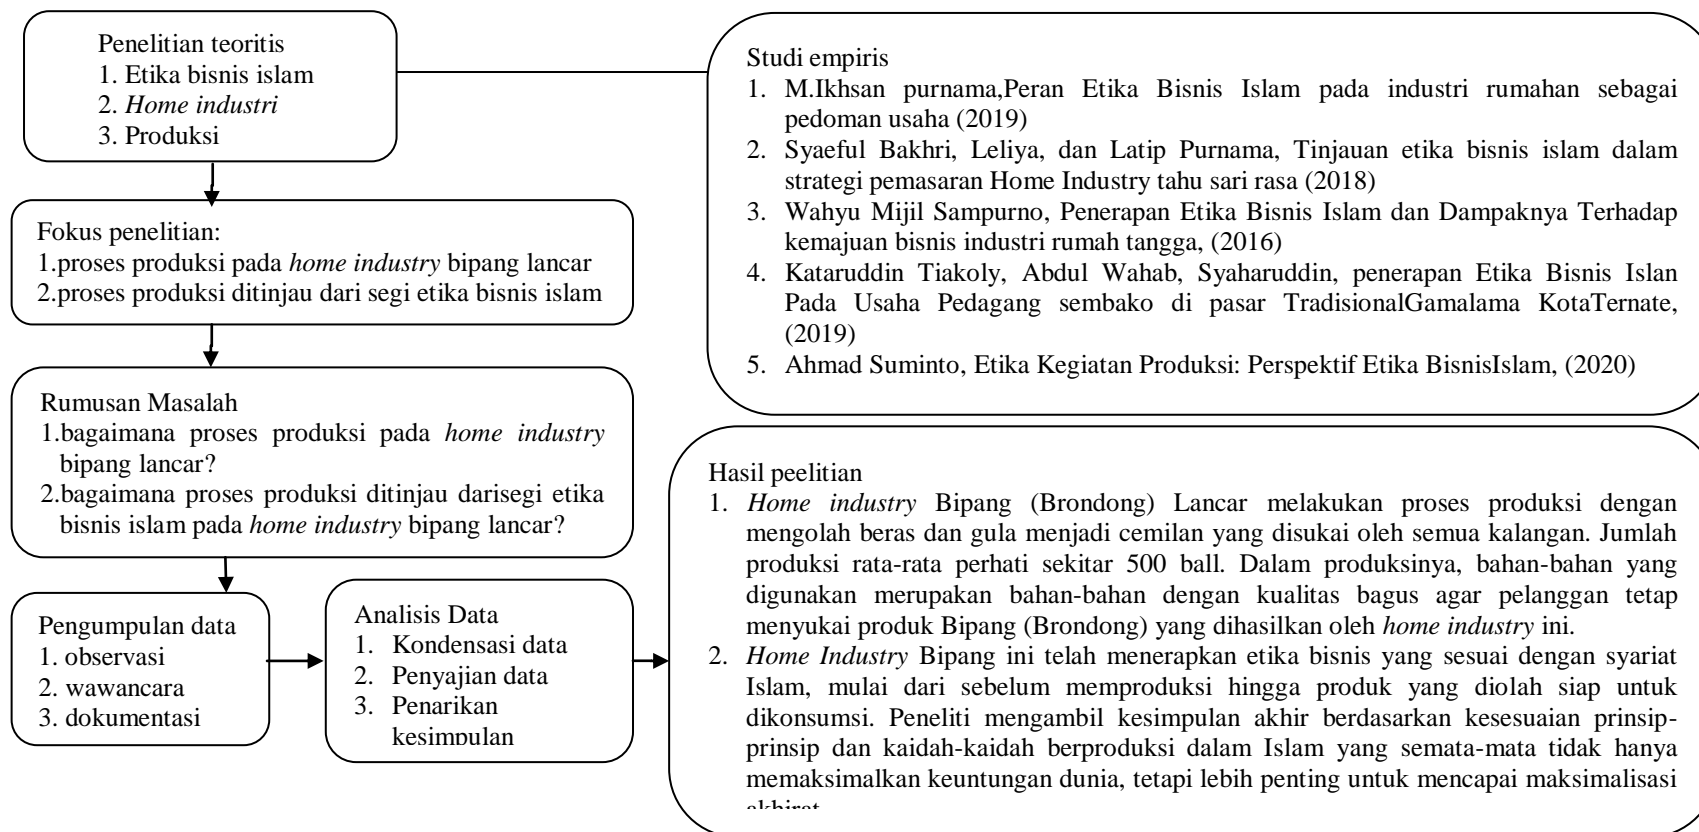 Penelitian teoritis
1. Etika bisnis islam
2. Home industri
3. Produksi
Studi empiris
1. M.Ikhsan purnama,Peran Etika Bisnis Islam pada industri rumahan sebagai
pedoman usaha (2019)
2. Syaeful Bakhri, Leliya, dan Latip Purnama, Tinjauan etika bisnis islam dalam
strategi pemasaran Home Industry tahu sari rasa (2018)
3. Wahyu Mijil Sampurno, Penerapan Etika Bisnis Islam dan Dampaknya Terhadap
kemajuan bisnis industri rumah tangga, (2016)
4. Kataruddin Tiakoly, Abdul Wahab, Syaharuddin, penerapan Etika Bisnis Islan
Pada Usaha Pedagang sembako di pasar TradisionalGamalama KotaTernate,
(2019)
5. Ahmad Suminto, Etika Kegiatan Produksi: Perspektif Etika BisnisIslam, (2020)
Fokus penelitian:
1.proses produksi pada home industry bipang lancar
2.proses produksi ditinjau dari segi etika bisnis islam
Rumusan Masalah
1.bagaimana proses produksi pada home industry
bipang lancar?
2.bagaimana proses produksi ditinjau darisegi etika
bisnis islam pada home industry bipang lancar?
Pengumpulan data
1. observasi
2. wawancara
3. dokumentasi
Analisis Data
1. Kondensasi data
2. Penyajian data
3. Penarikan
kesimpulan
Hasil peelitian
1. Home industry Bipang (Brondong) Lancar melakukan proses produksi dengan
mengolah beras dan gula menjadi cemilan yang disukai oleh semua kalangan. Jumlah
produksi rata-rata perhati sekitar 500 ball. Dalam produksinya, bahan-bahan yang
digunakan merupakan bahan-bahan dengan kualitas bagus agar pelanggan tetap
menyukai produk Bipang (Brondong) yang dihasilkan oleh home industry ini.
2. Home Industry Bipang ini telah menerapkan etika bisnis yang sesuai dengan syariat
Islam, mulai dari sebelum memproduksi hingga produk yang diolah siap untuk
dikonsumsi. Peneliti mengambil kesimpulan akhir berdasarkan kesesuaian prinsip-
prinsip dan kaidah-kaidah berproduksi dalam Islam yang semata-mata tidak hanya
memaksimalkan keuntungan dunia, tetapi lebih penting untuk mencapai maksimalisasi
akhirat